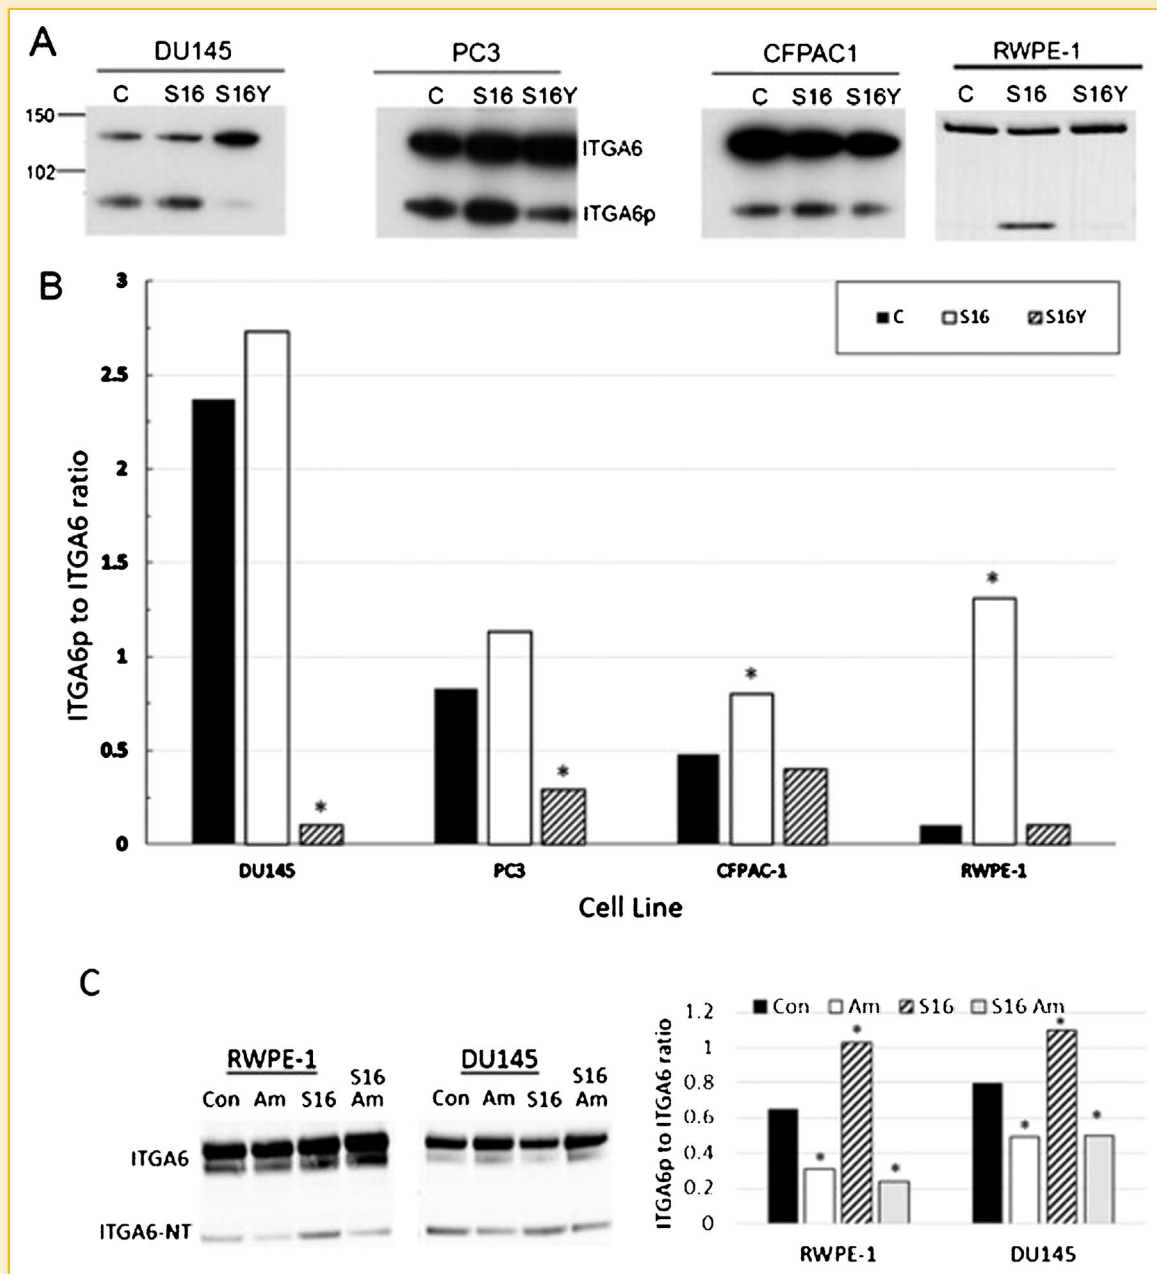 A
DU145 PC3 CFPAC1 RWPE-1
C S16 S16Y C S16 S16Y C S16 S16Y C S16 S16Y
150
102
ITGA6
ITGA6p
B
3
2.5
2
1.5
1
0.5
0
ITGA6p to ITGA6 ratio
C S16 S16Y
*
*
*
*
DU145 PC3 CFPAC-1 RWPE-1
Cell Line
C
RWPE-1 DU145
Con Am S16 S16 Am Con Am S16 S16 Am
ITGA6
ITGA6-NT
Con Am S16 S16 Am
1.2
1
0.8
0.6
0.4
0.2
0
ITGA6p to ITGA6 ratio
* * * * * *
RWPE-1 DU145